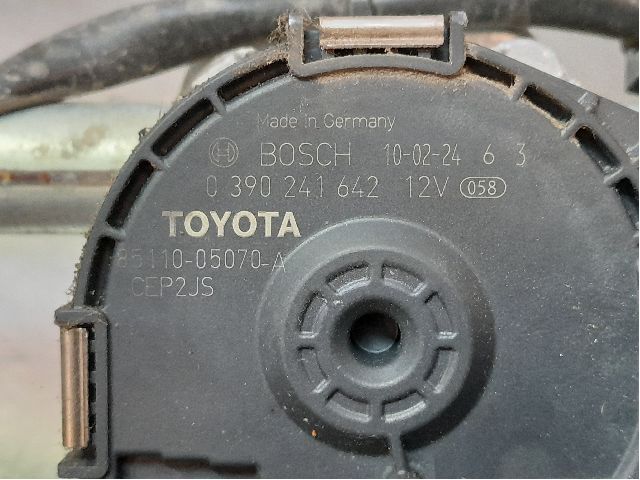 Made in Germany
BOSCH 10-02-24 6 3
0 390 241 642 12V 058
TOYOTA
85110-05070-A
CEP2JS